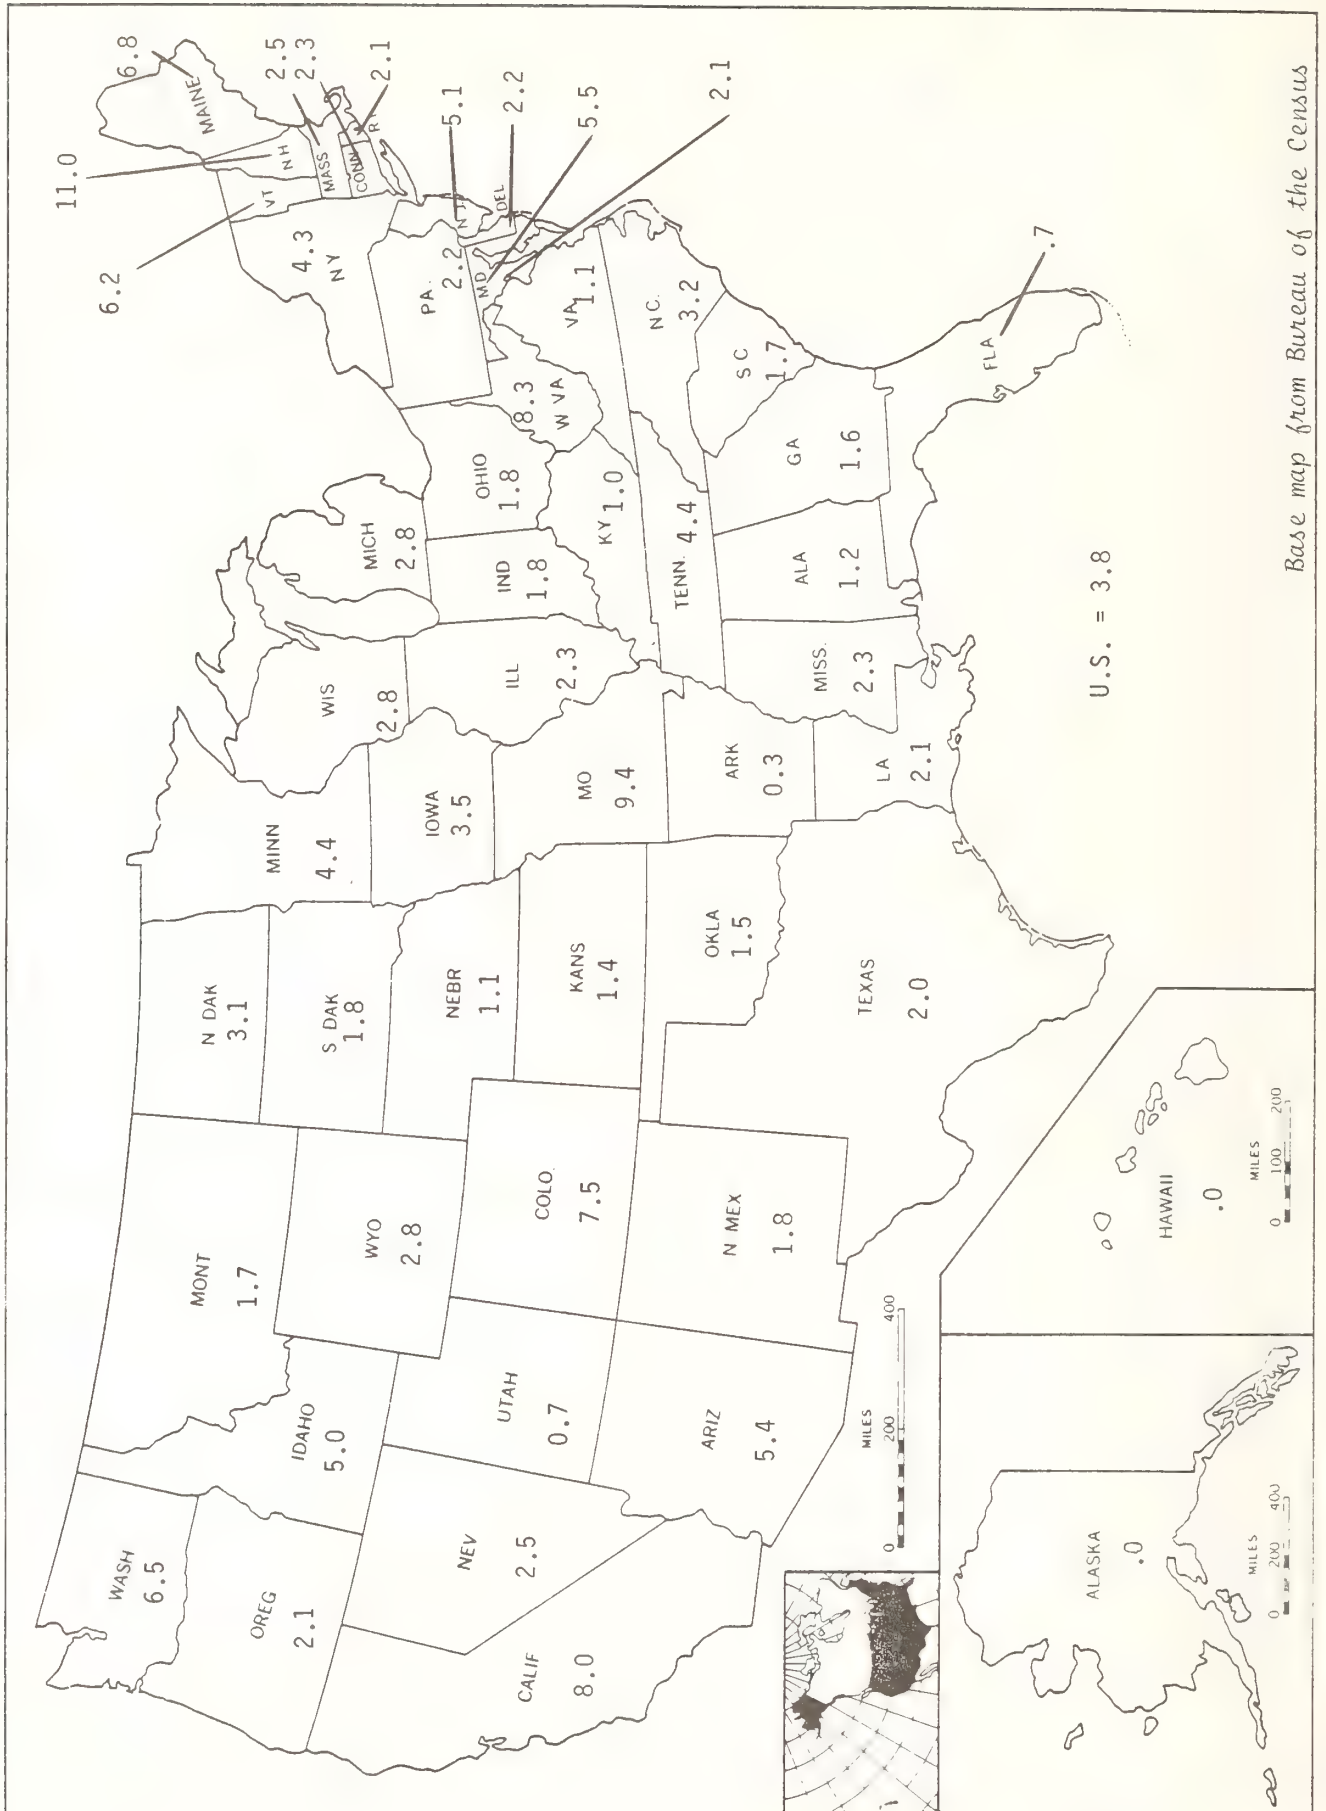 WASH
6.5
OREG
2.1
CALIF
8.0
NEV
2.5
IDAHO
5.0
MONT
1.7
WYO
2.8
UTAH
0.7
COLO.
7.5
ARIZ
5.4
N MEX
1.8
N DAK
3.1
S DAK
1.8
NEBR
1.1
KANS
1.4
OKLA
1.5
TEXAS
2.0
MINN
4.4
IOWA
3.5
MO
9.4
ARK
0.3
LA
2.1
WIS
2.8
ILL
2.3
MICH
2.8
IND
1.8
OHIO
1.8
KY
1.0
TENN.
4.4
MISS.
2.3
ALA
1.2
GA
1.6
FLA
.7
S C
1.7
N C.
3.2
VA
1.1
W VA
8.3
PA.
2.2
NY
4.3
VT
6.2
N H
11.0
MAINE
6.8
MASS
2.5
CONN
2.3
R I
2.1
N J
5.1
DEL
2.2
MD
5.5
2.1
U.S. = 3.8
MILES
0 200 400
ALASKA
.0
MILES
0 200 400
HAWAII
.0
MILES
0 100 200
Base map from Bureau of the Census